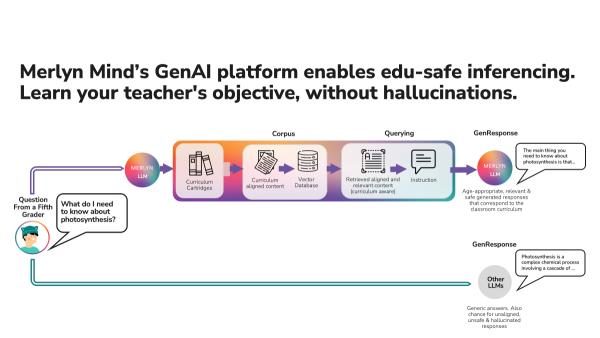 Merlyn Mind's GenAI platform enables edu-safe inferencing.
Learn your teacher's objective, without hallucinations.
Corpus
Querying
GenResponse
MERLYN
LLM
Curriculum
Cartridges
Curriculum
aligned content
Vector
Database
Retrieved aligned and
relevant content
(curriculum aware)
Instruction
MERLYN
LLM
The main thing you
need to know about
photosynthesis is that...
Age-appropriate, relevant &
safe generated responses
that correspond to the
classroom curriculum
Question
From a Fifth
Grader
What do I need
to know about
photosynthesis?
GenResponse
Other
LLMs
Photosynthesis is a
complex chemical process
involving a cascade of ...
Generic answers. Also
chance for unaligned,
unsafe & hallucinated
responses